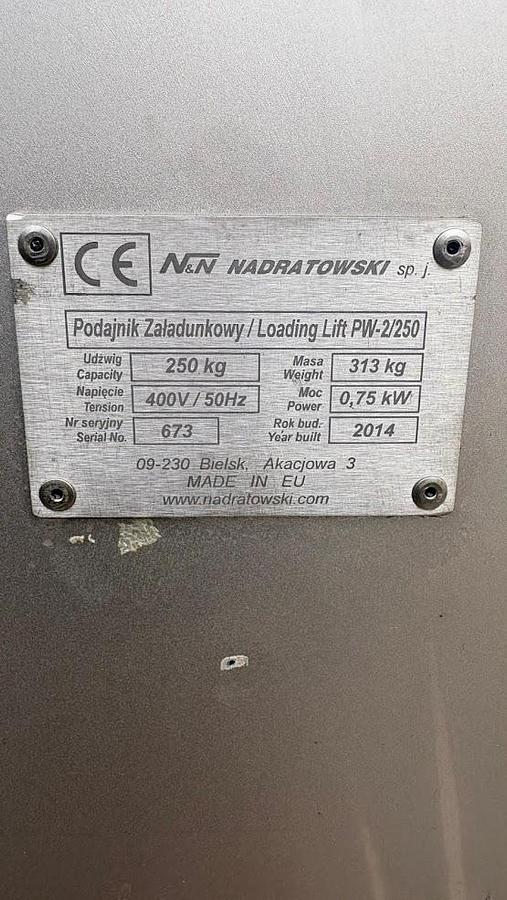 CE N&N NADRATOWSKI sp. j.
Podajnik Załadunkowy / Loading Lift PW-2/250
Udźwig
Capacity
250 kg
Masa
Weight
313 kg
Napięcie
Tension
400V / 50Hz
Moc
Power
0,75 kW
Nr seryjny
Serial No.
673
Rok bud.
Year built
2014
09-230 Bielsk, Akacjowa 3
MADE IN EU
www.nadratowski.com